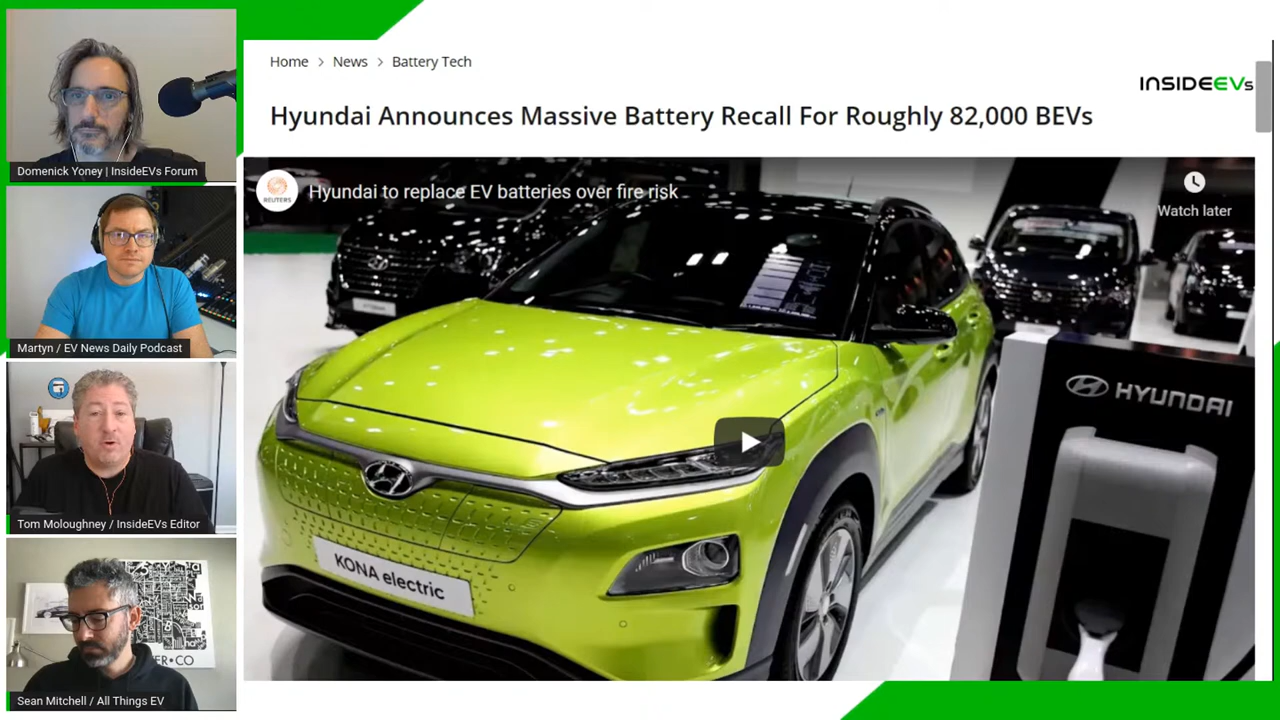 Domenick Yoney | InsideEVs Forum
Martyn / EV News Daily Podcast
Tom Moloughney / InsideEVs Editor
Sean Mitchell / All Things EV
Home > News > Battery Tech
INSIDEEVs
Hyundai Announces Massive Battery Recall For Roughly 82,000 BEVs
REUTERS
Hyundai to replace EV batteries over fire risk
Watch later
HYUNDAI
KONA electric